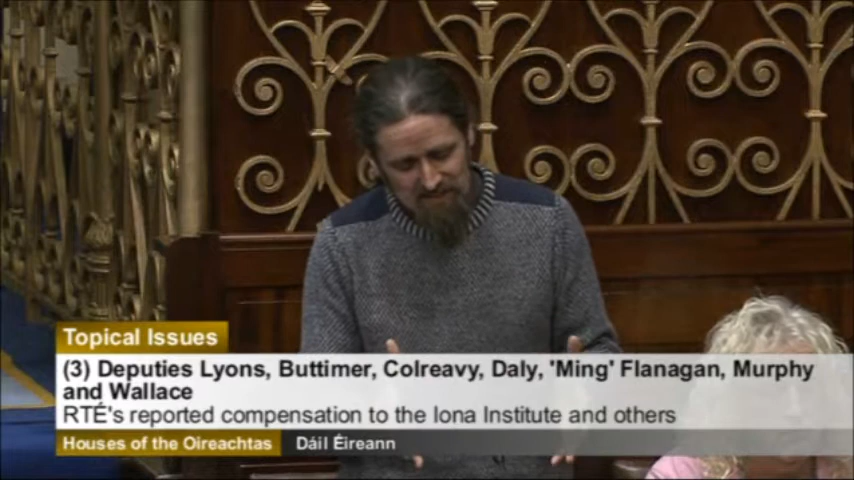 Topical Issues
(3) Deputies Lyons, Buttimer, Colreavy, Daly, 'Ming' Flanagan, Murphy
and Wallace
RTÉ's reported compensation to the Iona Institute and others
Houses of the Oireachtas Dáil Éireann